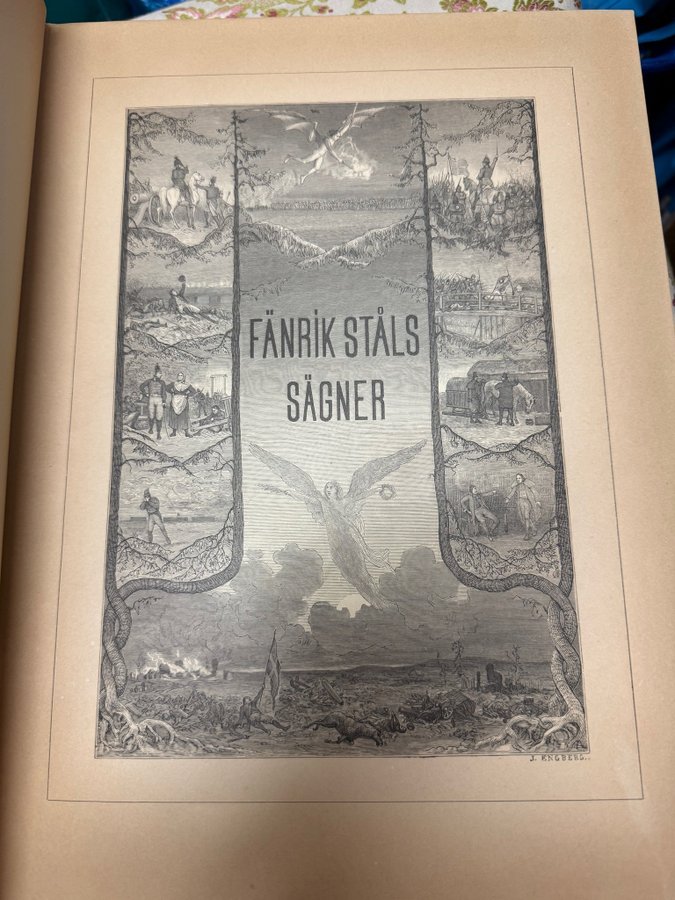 FÄNRIK STÅLS
SÄGNER
J. ENGBERG.